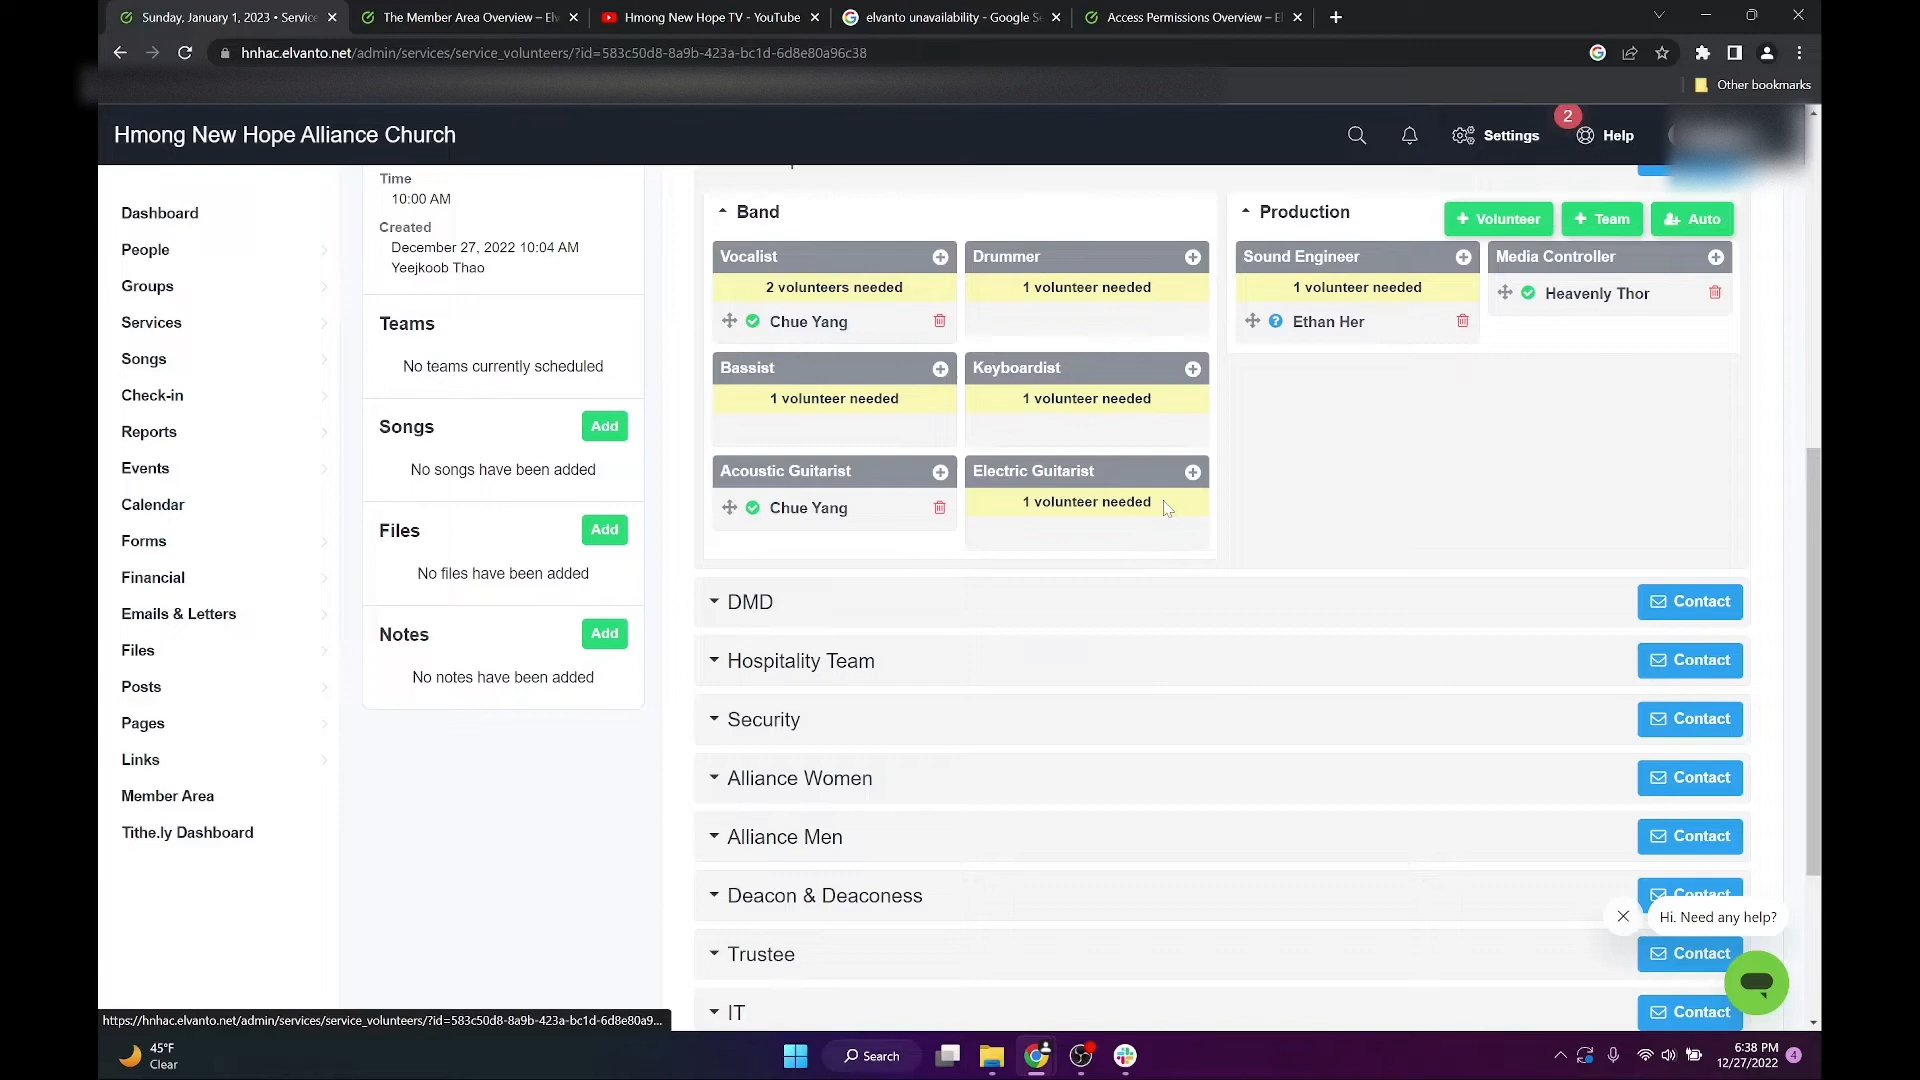 Sunday, January 1, 2023 • Service
The Member Area Overview – Elv
Hmong New Hope TV - YouTube
elvanto unavailability - Google S
Access Permissions Overview – E
hnhac.elvanto.net/admin/services/service_volunteers/?id=583c50d8-8a9b-423a-bc1d-6d8e80a96c38
Other bookmarks
Hmong New Hope Alliance Church
Settings
2
Help
Dashboard
People
Groups
Services
Songs
Check-in
Reports
Events
Calendar
Forms
Financial
Emails & Letters
Files
Posts
Pages
Links
Member Area
Tithe.ly Dashboard
Time
10:00 AM
Created
December 27, 2022 10:04 AM
Yeejkoob Thao
Teams
No teams currently scheduled
Songs
Add
No songs have been added
Files
Add
No files have been added
Notes
Add
No notes have been added
Band
Vocalist
2 volunteers needed
Chue Yang
Drummer
1 volunteer needed
Bassist
1 volunteer needed
Keyboardist
1 volunteer needed
Acoustic Guitarist
Chue Yang
Electric Guitarist
1 volunteer needed
Production
Volunteer
Team
Auto
Sound Engineer
1 volunteer needed
Ethan Her
Media Controller
Heavenly Thor
DMD
Contact
Hospitality Team
Contact
Security
Contact
Alliance Women
Contact
Alliance Men
Contact
Deacon & Deaconess
Contact
Hi. Need any help?
Trustee
Contact
IT
Contact
https://hnhac.elvanto.net/admin/services/service_volunteers/?id=583c50d8-8a9b-423a-bc1d-6d8e80a9...
45°F
Clear
Search
6:38 PM
12/27/2022
4